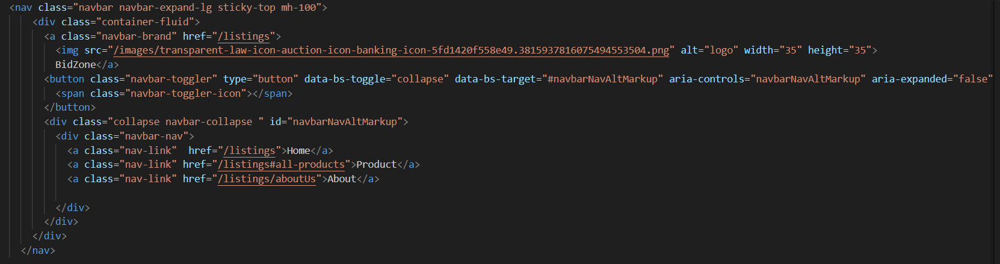 <nav class="navbar navbar-expand-lg sticky-top mh-100">
<div class="container-fluid">
<a class="navbar-brand" href="/listings">
<img src="/images/transparent-law-icon-auction-icon-banking-icon-5fd1420f558e49.3815937816075494553504.png" alt="logo" width="35" height="35">
BidZone</a>
<button class="navbar-toggler" type="button" data-bs-toggle="collapse" data-bs-target="#navbarNavAltMarkup" aria-controls="navbarNavAltMarkup" aria-expanded="false"
<span class="navbar-toggler-icon"></span>
</button>
<div class="collapse navbar-collapse " id="navbarNavAltMarkup">
<div class="navbar-nav">
<a class="nav-link"  href="/listings">Home</a>
<a class="nav-link" href="/listings#all-products">Product</a>
<a class="nav-link" href="/listings/aboutUs">About</a>
</div>
</div>
</div>
</nav>